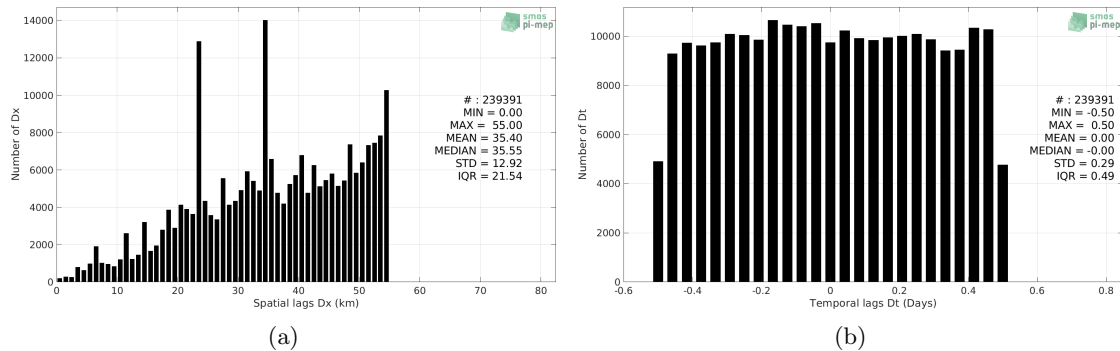 14000
12000
10000
8000
6000
4000
2000
0
Number of Dx
0 10 20 30 40 50 60 70 80
Spatial lags Dx (km)
smos
pi-mep
# : 239391
MIN = 0.00
MAX = 55.00
MEAN = 35.40
MEDIAN = 35.55
STD = 12.92
IQR = 21.54
(a)
10000
8000
6000
4000
2000
0
Number of Dt
-0.6 -0.4 -0.2 0 0.2 0.4 0.6 0.8
Temporal lags Dt (Days)
smos
pi-mep
# : 239391
MIN = -0.50
MAX = 0.50
MEAN = 0.00
MEDIAN = -0.00
STD = 0.29
IQR = 0.49
(b)